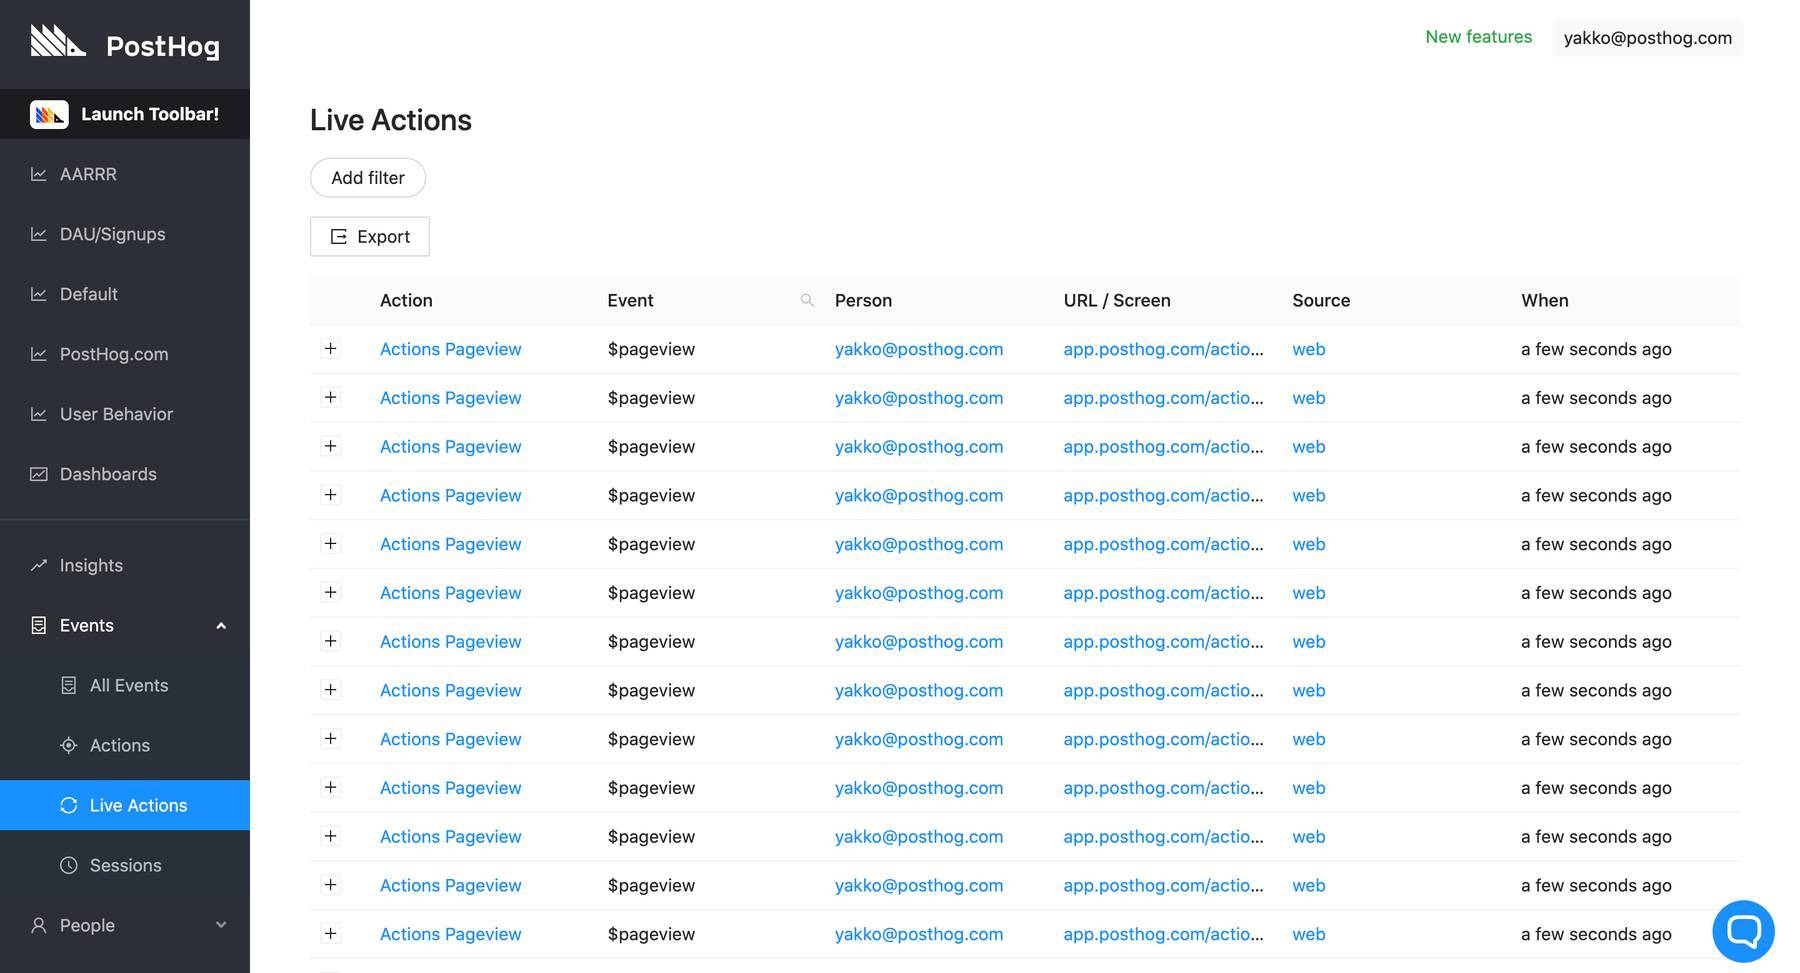 PostHog
New features
yakko@posthog.com
Launch Toolbar!
AARRR
DAU/Signups
Default
PostHog.com
User Behavior
Dashboards
Insights
Events
All Events
Actions
Live Actions
Sessions
People
Live Actions
Add filter
Export
Action Event Person URL / Screen Source When
Actions Pageview $pageview yakko@posthog.com app.posthog.com/actio... web a few seconds ago
Actions Pageview $pageview yakko@posthog.com app.posthog.com/actio... web a few seconds ago
Actions Pageview $pageview yakko@posthog.com app.posthog.com/actio... web a few seconds ago
Actions Pageview $pageview yakko@posthog.com app.posthog.com/actio... web a few seconds ago
Actions Pageview $pageview yakko@posthog.com app.posthog.com/actio... web a few seconds ago
Actions Pageview $pageview yakko@posthog.com app.posthog.com/actio... web a few seconds ago
Actions Pageview $pageview yakko@posthog.com app.posthog.com/actio... web a few seconds ago
Actions Pageview $pageview yakko@posthog.com app.posthog.com/actio... web a few seconds ago
Actions Pageview $pageview yakko@posthog.com app.posthog.com/actio... web a few seconds ago
Actions Pageview $pageview yakko@posthog.com app.posthog.com/actio... web a few seconds ago
Actions Pageview $pageview yakko@posthog.com app.posthog.com/actio... web a few seconds ago
Actions Pageview $pageview yakko@posthog.com app.posthog.com/actio... web a few seconds ago
Actions Pageview $pageview yakko@posthog.com app.posthog.com/actio... web a few seconds ago